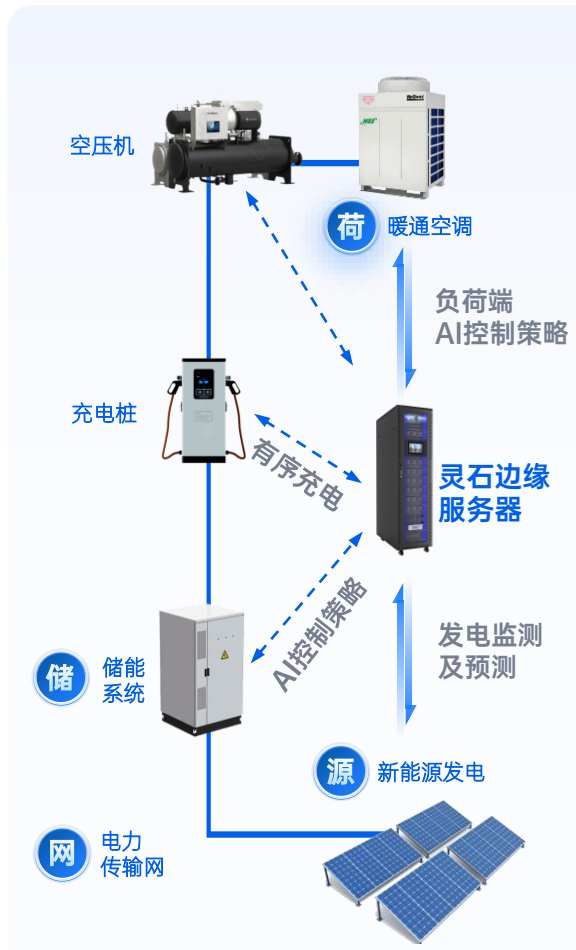 空压机
荷
暖通空调
负荷端
AI控制策略
充电桩
有序充电
灵石边缘
服务器
AI控制策略
发电监测
及预测
储
储能
系统
源
新能源发电
网
电力
传输网